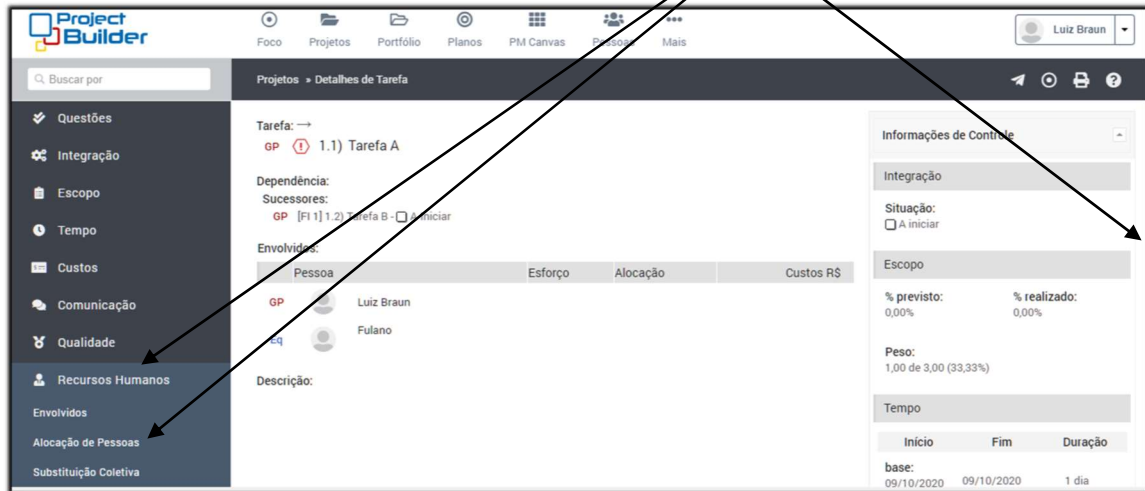 Project Builder
Foco Projetos Portfólio Planos PM Canvas Pessoas Mais
Luiz Braun
Buscar por
Projetos » Detalhes de Tarefa
Questões
Integração
Escopo
Tempo
Custos
Comunicação
Qualidade
Recursos Humanos
Envolvidos
Alocação de Pessoas
Substituição Coletiva
Tarefa: →
GP 1.1) Tarefa A
Dependência:
Sucessores:
GP [FI 1] 1.2) Tarefa B - A iniciar
Envolvidos:
Pessoa Esforço Alocação Custos R$
GP Luiz Braun
Eq Fulano
Descrição:
Informações de Controle
Integração
Situação:
A iniciar
Escopo
% previsto: % realizado:
0,00% 0,00%
Peso:
1,00 de 3,00 (33,33%)
Tempo
Início Fim Duração
base:
09/10/2020 09/10/2020 1 dia